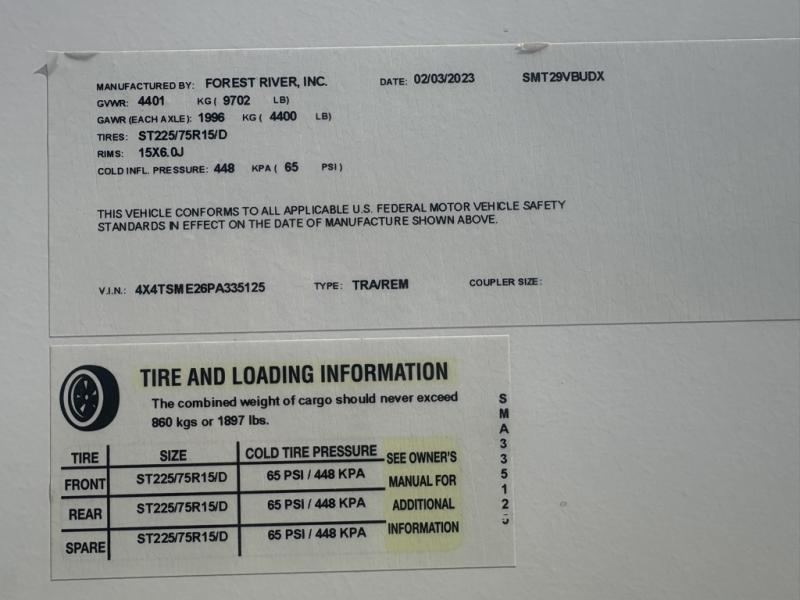 MANUFACTURED BY: FOREST RIVER, INC. DATE: 02/03/2023 SMT29VBUDX
GVWR: 4401 KG ( 9702 LB)
GAWR (EACH AXLE): 1996 KG ( 4400 LB)
TIRES: ST225/75R15/D
RIMS: 15X6.0J
COLD INFL. PRESSURE: 448 KPA ( 65 PSI )
THIS VEHICLE CONFORMS TO ALL APPLICABLE U.S. FEDERAL MOTOR VEHICLE SAFETY
STANDARDS IN EFFECT ON THE DATE OF MANUFACTURE SHOWN ABOVE.
V.I.N.: 4X4TSME26PA335125 TYPE: TRA/REM COUPLER SIZE:
TIRE AND LOADING INFORMATION
The combined weight of cargo should never exceed
860 kgs or 1897 lbs.
TIRE SIZE COLD TIRE PRESSURE SEE OWNER'S
FRONT ST225/75R15/D 65 PSI / 448 KPA MANUAL FOR
REAR ST225/75R15/D 65 PSI / 448 KPA ADDITIONAL
SPARE ST225/75R15/D 65 PSI / 448 KPA INFORMATION
SMA335125